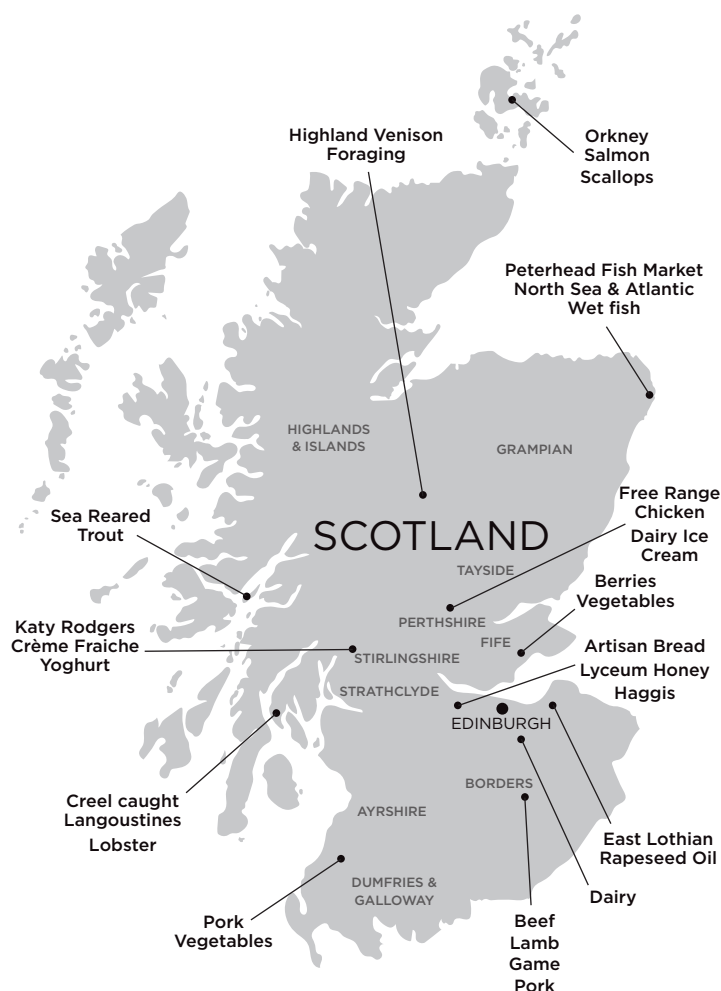 Highland Venison
Foraging
Orkney
Salmon
Scallops
Peterhead Fish Market
North Sea & Atlantic
Wet fish
HIGHLANDS
& ISLANDS
GRAMPIAN
Free Range
Chicken
Dairy Ice
Cream
Sea Reared
Trout
SCOTLAND
TAYSIDE
Berries
Vegetables
PERTHSHIRE
Katy Rodgers
Crème Fraiche
Yoghurt
FIFE
STIRLINGSHIRE
Artisan Bread
Lyceum Honey
Haggis
STRATHCLYDE
EDINBURGH
BORDERS
Creel caught
Langoustines
Lobster
AYRSHIRE
East Lothian
Rapeseed Oil
DUMFRIES &
GALLOWAY
Dairy
Pork
Vegetables
Beef
Lamb
Game
Pork